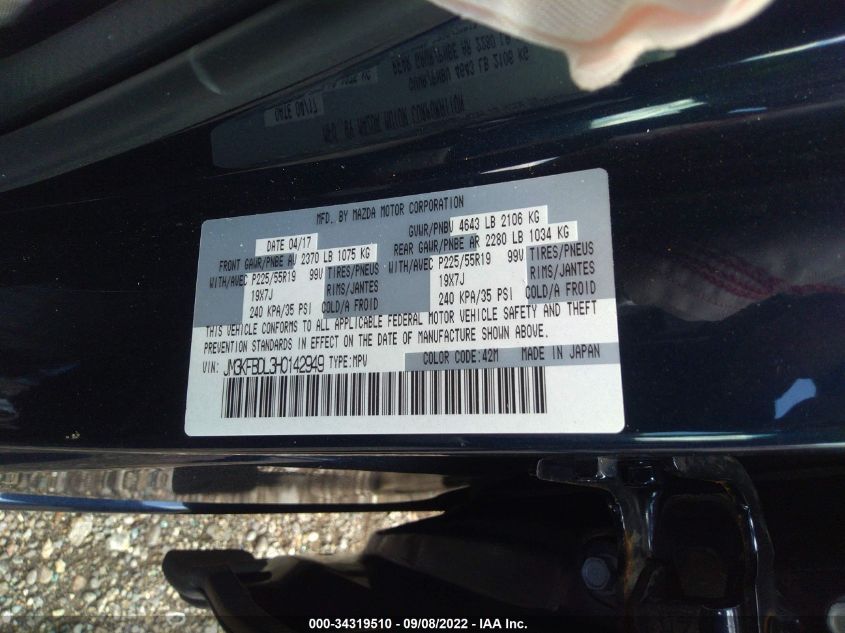 MFD. BY MAZDA MOTOR CORPORATION
DATE 04/17 GVWR/PNBV 4643 LB 2106 KG
FRONT GAWR/PNBE AV 2370 LB 1075 KG REAR GAWR/PNBE AR 2280 LB 1034 KG
WITH/AVEC P225/55R19 99V TIRES/PNEUS WITH/AVEC P225/55R19 99V TIRES/PNEUS
19X7J RIMS/JANTES 19X7J RIMS/JANTES
240 KPA/35 PSI COLD/A FROID 240 KPA/35 PSI COLD/A FROID
THIS VEHICLE CONFORMS TO ALL APPLICABLE FEDERAL MOTOR VEHICLE SAFETY AND THEFT
PREVENTION STANDARDS IN EFFECT ON THE DATE OF MANUFACTURE SHOWN ABOVE.
VIN: JM3KFBDL3H0142949 TYPE:MPV COLOR CODE:42M MADE IN JAPAN
000-34319510 - 09/08/2022 - IAA Inc.